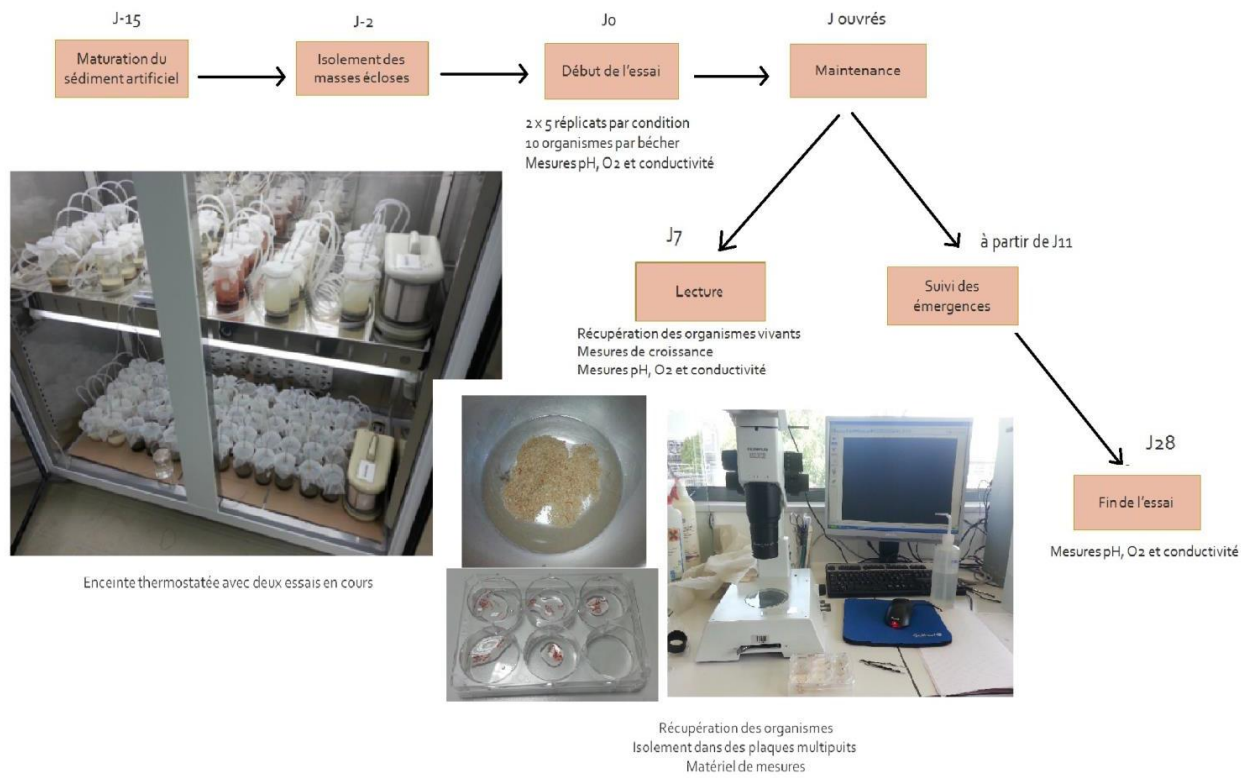 J-15
Maturation du
sédiment artificiel
J-2
Isolement des
masses écloses
J0
Début de l'essai
2 x 5 réplicats par condition
10 organismes par bécher
Mesures pH, O2 et conductivité
J ouvrés
Maintenance
J7
Lecture
Récupération des organismes vivants
Mesures de croissance
Mesures pH, O2 et conductivité
à partir de J11
Suivi des
émergences
J28
Fin de l'essai
Mesures pH, O2 et conductivité
Enceinte thermostatée avec deux essais en cours
OLYMPUS
Récupération des organismes
Isolement dans des plaques multipuits
Matériel de mesures